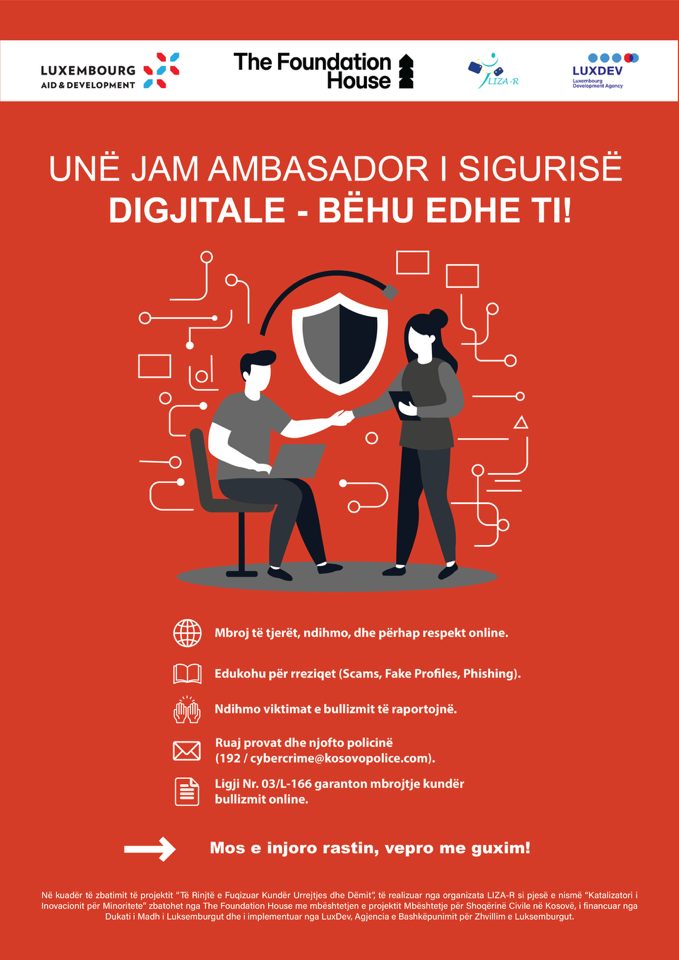 LUXEMBOURG
AID & DEVELOPMENT
The Foundation
House
LIZA-R
LUXDEV
Luxembourg
Development Agency
UNË JAM AMBASADOR I SIGURISË
DIGJITALE - BËHU EDHE TI!
Mbroj të tjerët, ndihmo, dhe përhap respekt online.
Edukohu për rreziqet (Scams, Fake Profiles, Phishing).
Ndihmo viktimat e bullizmit të raportojnë.
Ruaj provat dhe njofto policinë
(192 / cybercrime@kosovopolice.com).
Ligji Nr. 03/L-166 garanton mbrojtje kundër
bullizmit online.
Mos e injoro rastin, vepro me guxim!
Në kuadër të zbatimit të projektit “Të Rinjtë e Fuqizuar Kundër Urrejtjes dhe Dëmit”, të realizuar nga organizata LIZA-R si pjesë e nismë “Katalizatori i
Inovacionit për Minoritete” zbatohet nga The Foundation House me mbështetjen e projektit Mbështetje për Shoqërinë Civile në Kosovë, i financuar nga
Dukati i Madh i Luksemburgut dhe i implementuar nga LuxDev, Agjencia e Bashkëpunimit për Zhvillim e Luksemburgut.